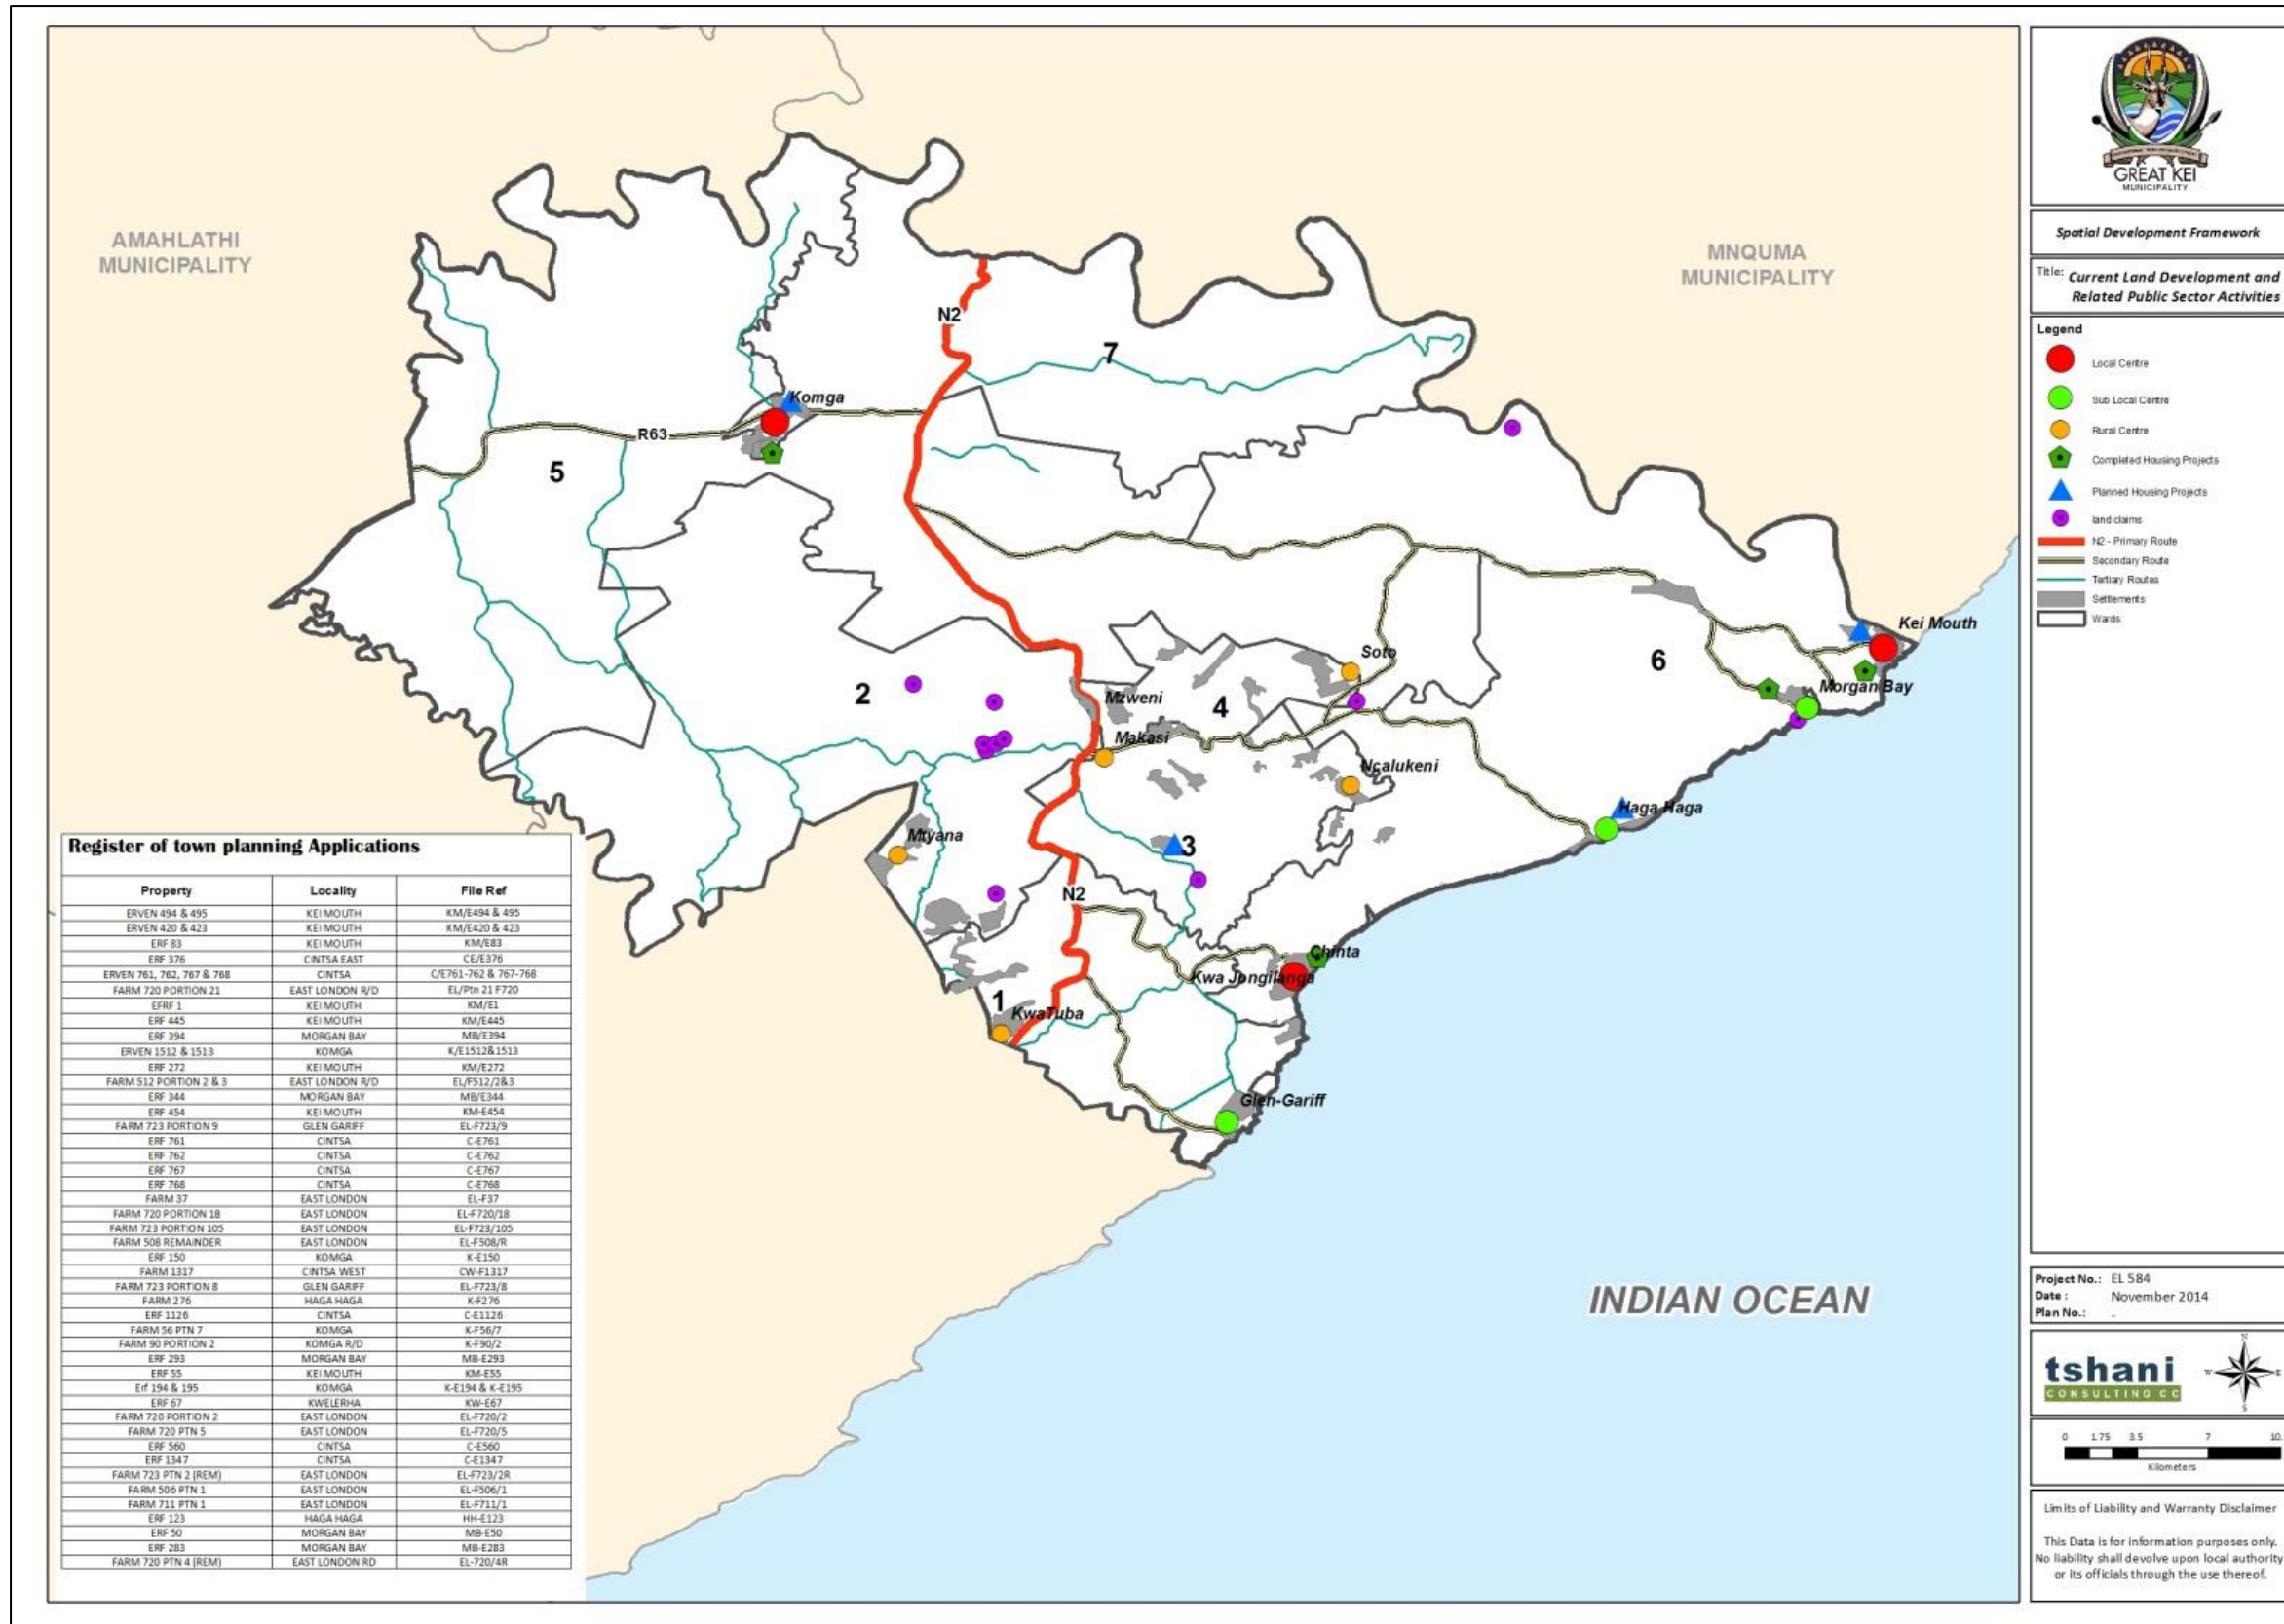 AMAHLATHI
MUNICIPALITY
MNQUMA
MUNICIPALITY
N2
7
Komga
R63
5
Kei Mouth
Soto
6
2
Morgan Bay
Mzweni
4
Makasi
Ncalukeni
Haga Haga
Mtyana
3
N2
Chinta
Kwa Jongilanga
1
KwaTuba
Glen-Gariff
INDIAN OCEAN
Register of town planning Applications
Property Locality File Ref
ERVEN 494 & 495 KEI MOUTH KM/E494 & 495
ERVEN 420 & 423 KEI MOUTH KM/E420 & 423
ERF 83 KEI MOUTH KM/E83
ERF 376 CINTSA EAST CE/E376
ERVEN 761, 762, 767 & 768 CINTSA C/E761-762 & 767-768
FARM 720 PORTION 21 EAST LONDON R/D EL/Ptn 21 F720
EFRF 1 KEI MOUTH KM/E1
ERF 445 KEI MOUTH KM/E445
ERF 394 MORGAN BAY MB/E394
ERVEN 1512 & 1513 KOMGA K/E1512&1513
ERF 272 KEI MOUTH KM/E272
FARM 512 PORTION 2 & 3 EAST LONDON R/D EL/F512/2&3
ERF 344 MORGAN BAY MB/E344
ERF 454 KEI MOUTH KM-E454
FARM 723 PORTION 9 GLEN GARIFF EL-F723/9
ERF 761 CINTSA C-E761
ERF 762 CINTSA C-E762
ERF 767 CINTSA C-E767
ERF 768 CINTSA C-E768
FARM 37 EAST LONDON EL-F37
FARM 720 PORTION 18 EAST LONDON EL-F720/18
FARM 723 PORTION 105 EAST LONDON EL-F723/105
FARM 508 REMAINDER EAST LONDON EL-F508/R
ERF 150 KOMGA K-E150
FARM 1317 CINTSA WEST CW-F1317
FARM 723 PORTION 8 GLEN GARIFF EL-F723/8
FARM 276 HAGA HAGA K-F276
ERF 1126 CINTSA C-E1126
FARM 56 PTN 7 KOMGA K-F56/7
FARM 90 PORTION 2 KOMGA R/D K-F90/2
ERF 293 MORGAN BAY MB-E293
ERF 55 KEI MOUTH KM-E55
Erf 194 & 195 KOMGA K-E194 & K-E195
ERF 67 KWELERHA KW-E67
FARM 720 PORTION 2 EAST LONDON EL-F720/2
FARM 720 PTN 5 EAST LONDON EL-F720/5
ERF 560 CINTSA C-E560
ERF 1347 CINTSA C-E1347
FARM 723 PTN 2 (REM) EAST LONDON EL-F723/2R
FARM 506 PTN 1 EAST LONDON EL-F506/1
FARM 711 PTN 1 EAST LONDON EL-F711/1
ERF 123 HAGA HAGA HH-E123
ERF 50 MORGAN BAY MB-E50
ERF 283 MORGAN BAY MB-E283
FARM 720 PTN 4 (REM) EAST LONDON RD EL-720/4R
GREAT KEI
MUNICIPALITY
Spatial Development Framework
Title: Current Land Development and
Related Public Sector Activities
Legend
Local Centre
Sub Local Centre
Rural Centre
Completed Housing Projects
Planned Housing Projects
land claims
N2 - Primary Route
Secondary Route
Tertiary Routes
Settlements
Wards
Project No.: EL 584
Date : November 2014
Plan No.: -
tshani
CONSULTING CC
N
W E
S
0 1.75 3.5 7 10.
Kilometers
Limits of Liability and Warranty Disclaimer
This Data is for information purposes only.
No liability shall devolve upon local authority
or its officials through the use thereof.